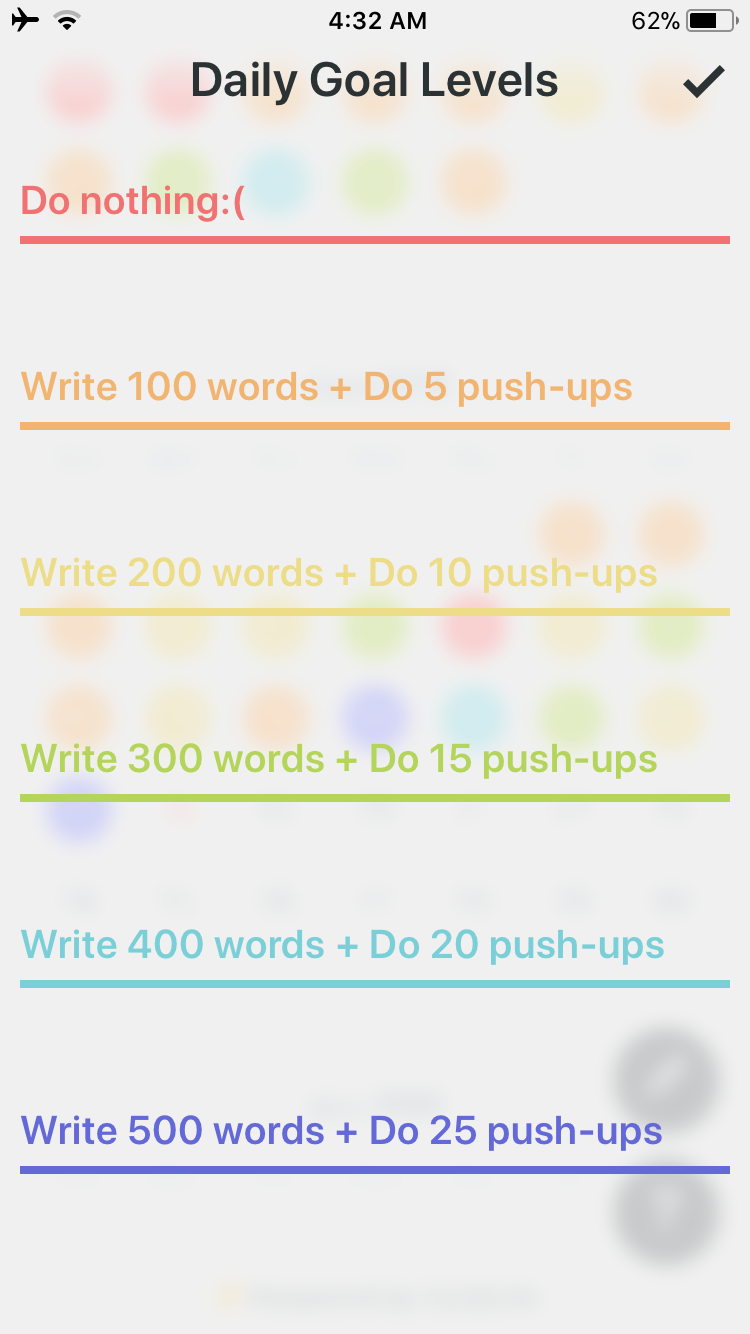 4:32 AM
62%
Daily Goal Levels
Do nothing:(
Write 100 words + Do 5 push-ups
Write 200 words + Do 10 push-ups
Write 300 words + Do 15 push-ups
Write 400 words + Do 20 push-ups
Write 500 words + Do 25 push-ups